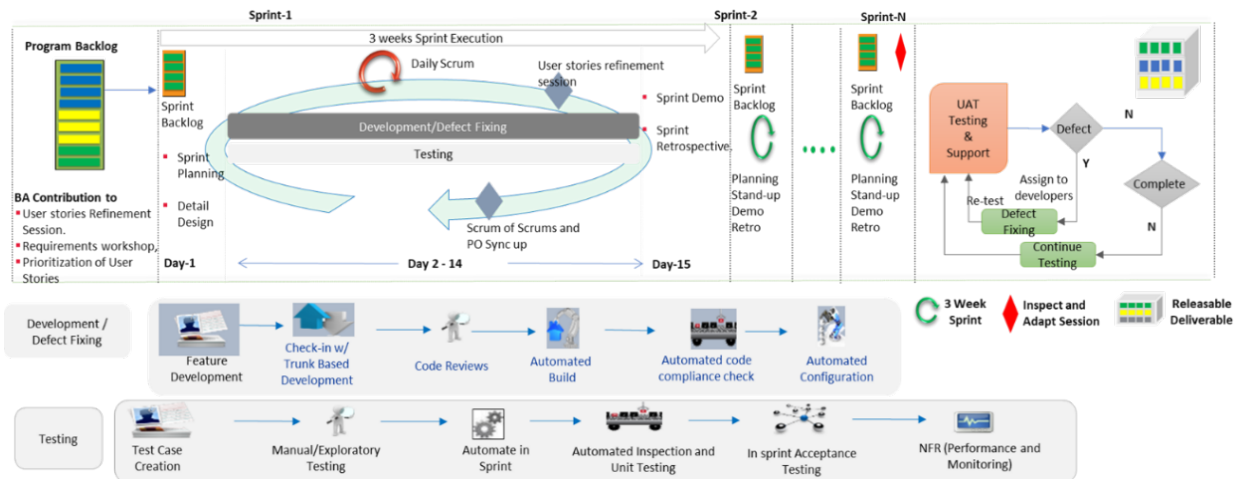 Sprint-1
Sprint-2
Sprint-N
3 weeks Sprint Execution
Program Backlog
Daily Scrum
User stories refinement
session
Sprint
Backlog
Sprint Demo
Sprint
Retrospective.
Development/Defect Fixing
Testing
Sprint
Planning
Detail
Design
Scrum of Scrums and
PO Sync up
BA Contribution to
User stories Refinement
Session.
Requirements workshop,
Prioritization of User
Stories
Day-1
Day 2 - 14
Day-15
Sprint
Backlog
Planning
Stand-up
Demo
Retro
Sprint
Backlog
Planning
Stand-up
Demo
Retro
UAT
Testing
&
Support
Defect
N
Y
Assign to
developers
Re-test
Defect
Fixing
Complete
N
Continue
Testing
3 Week
Sprint
Inspect and
Adapt Session
Releasable
Deliverable
Development /
Defect Fixing
Feature
Development
Check-in w/
Trunk Based
Development
Code Reviews
Automated
Build
Automated code
compliance check
Automated
Configuration
Testing
Test Case
Creation
Manual/Exploratory
Testing
Automate in
Sprint
Automated Inspection and
Unit Testing
In sprint Acceptance
Testing
NFR (Performance and
Monitoring)